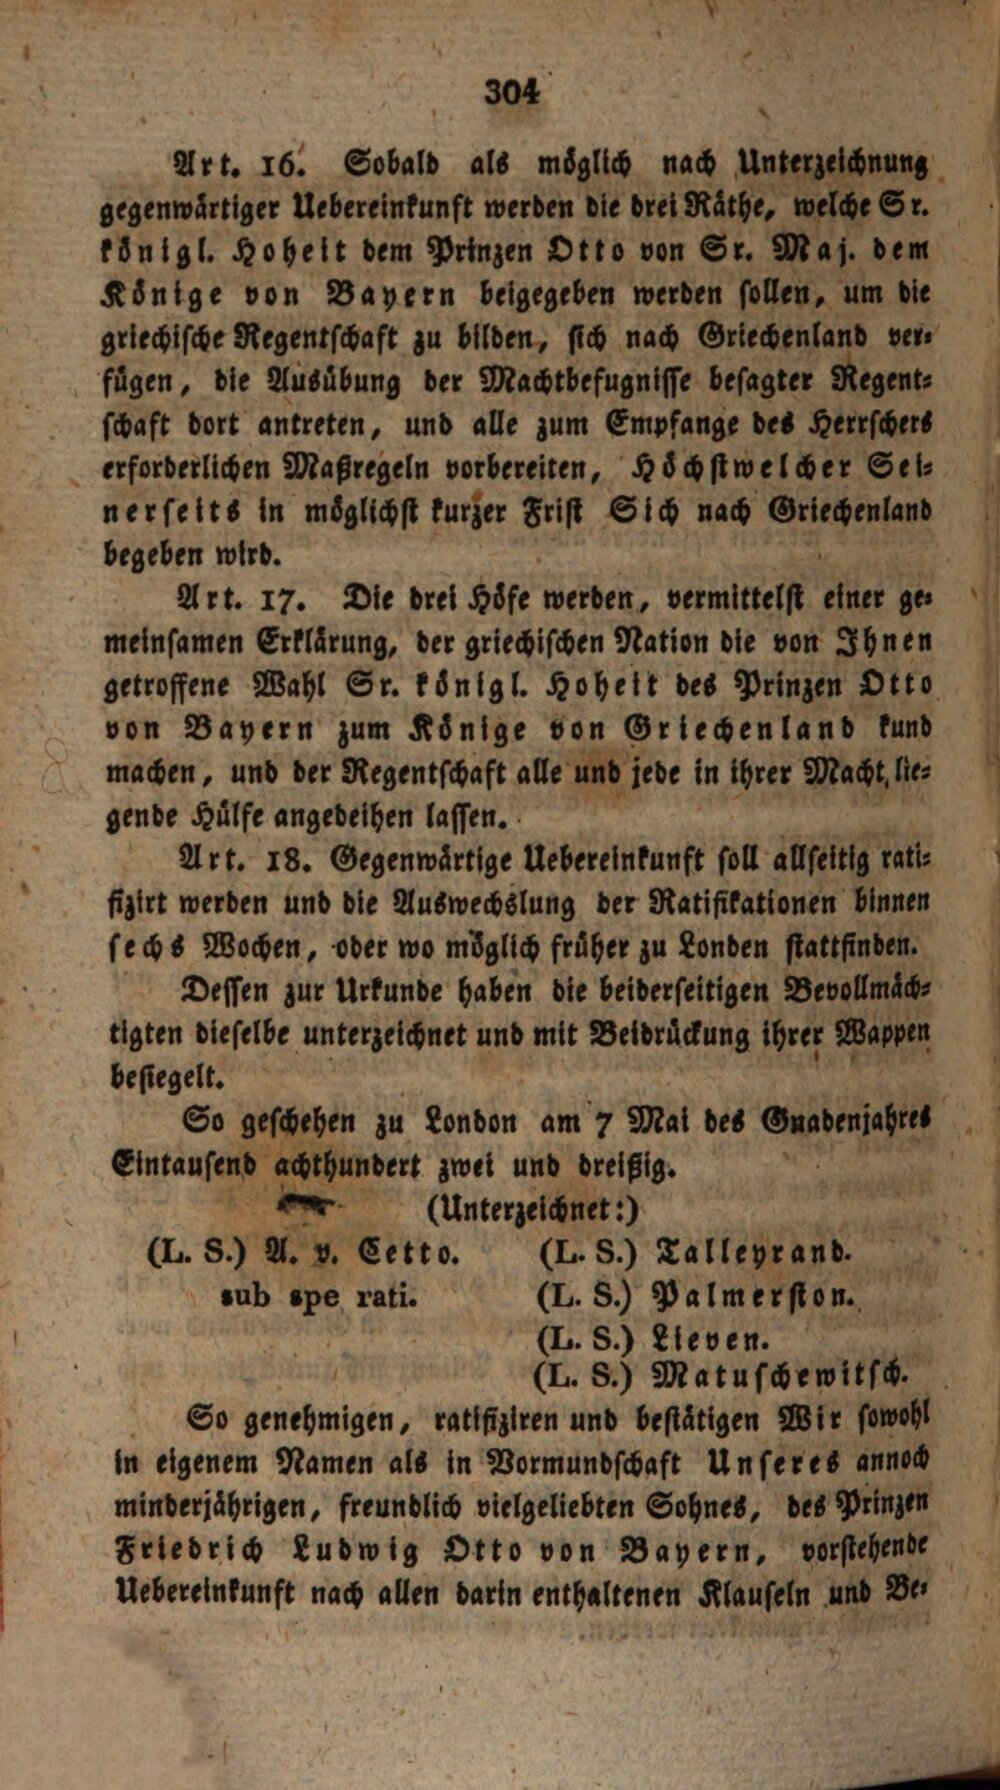 304
Art. 16. Sobald als möglich nach Unterzeichnung
gegenwärtiger Uebereinkunft werden die drei Räthe, welche Sr.
königl. Hoheit dem Prinzen Otto von Sr. Maj. dem
Könige von Bayern beigegeben werden sollen, um die
griechische Regentschaft zu bilden, sich nach Griechenland ver-
fügen, die Ausübung der Machtbefugnisse besagter Regent-
schaft dort antreten, und alle zum Empfange des Herrschers
erforderlichen Maßregeln vorbereiten, Höchstwelcher Sei-
nerseits in möglichst kurzer Frist Sich nach Griechenland
begeben wird.
Art. 17. Die drei Höfe werden, vermittelst einer ge-
meinsamen Erklärung, der griechischen Nation die von Ihnen
getroffene Wahl Sr. königl. Hoheit des Prinzen Otto
von Bayern zum Könige von Griechenland kund
machen, und der Regentschaft alle und jede in ihrer Macht lie-
gende Hülfe angedeihen lassen.
Art. 18. Gegenwärtige Uebereinkunft soll allseitig rati-
fizirt werden und die Auswechslung der Ratifikationen binnen
sechs Wochen, oder wo möglich früher zu Londen stattfinden.
Dessen zur Urkunde haben die beiderseitigen Bevollmäch-
tigten dieselbe unterzeichnet und mit Beidrückung ihrer Wappen
besiegelt.
So geschehen zu London am 7 Mai des Gnadenjahres
Eintausend achthundert zwei und dreißig.
(Unterzeichnet:)
(L. S.) A. v. Cetto. (L. S.) Talleyrand.
sub spe rati. (L. S.) Palmerston.
(L. S.) Lieven.
(L. S.) Matuschewitsch.
So genehmigen, ratifiziren und bestätigen Wir sowohl
in eigenem Namen als in Vormundschaft Unseres annoch
minderjährigen, freundlich vielgeliebten Sohnes, des Prinzen
Friedrich Ludwig Otto von Bayern, vorstehende
Uebereinkunft nach allen darin enthaltenen Klauseln und Be-